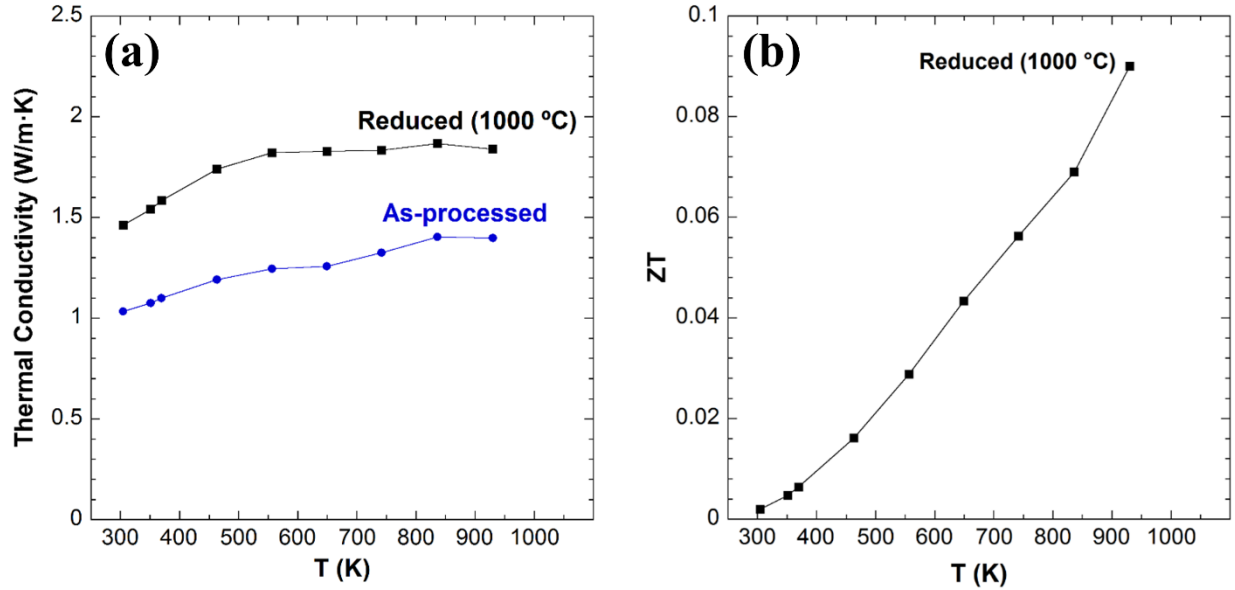 (a)
Thermal Conductivity (W/m·K)
2.5
2
1.5
1
0.5
0
Reduced (1000 ºC)
As-processed
300 400 500 600 700 800 900 1000
T (K)
(b)
ZT
0.1
0.08
0.06
0.04
0.02
0
Reduced (1000 °C)
300 400 500 600 700 800 900 1000
T (K)